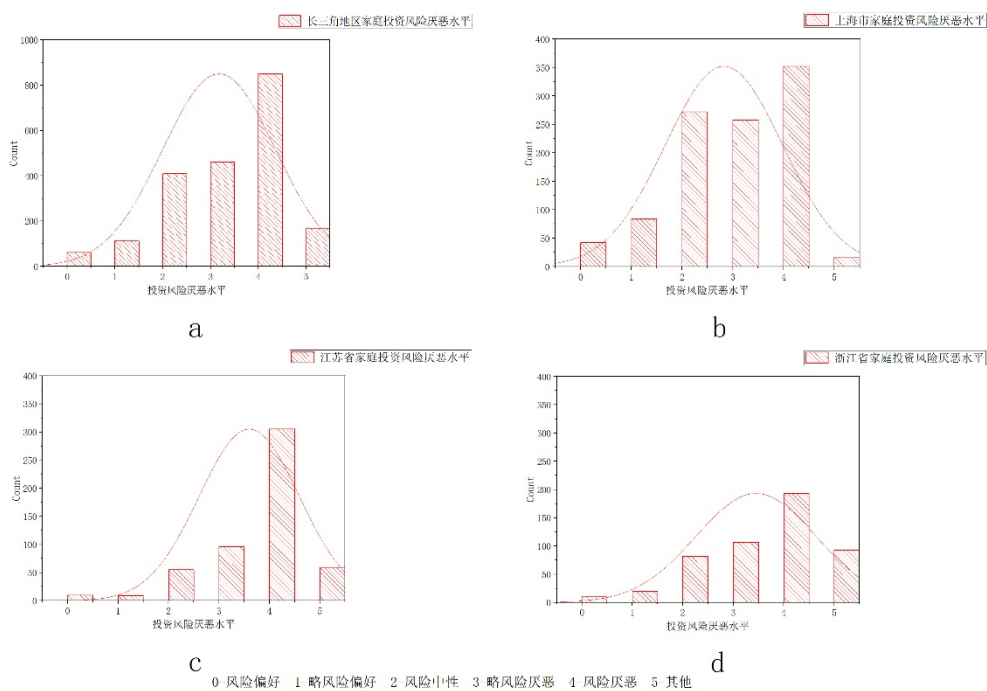 长三角地区家庭投资风险厌恶水平
1000
800
600
400
200
0
Count
0 1 2 3 4 5
投资风险厌恶水平
a
上海市家庭投资风险厌恶水平
400
350
300
250
200
150
100
50
0
Count
0 1 2 3 4 5
投资风险厌恶水平
b
江苏省家庭投资风险厌恶水平
400
350
300
250
200
150
100
50
0
Count
0 1 2 3 4 5
投资风险厌恶水平
c
浙江省家庭投资风险厌恶水平
400
350
300
250
200
150
100
50
0
Count
0 1 2 3 4 5
投资风险厌恶水平
d
0-风险偏好 1-略风险偏好 2-风险中性 3-略风险厌恶 4-风险厌恶 5-其他